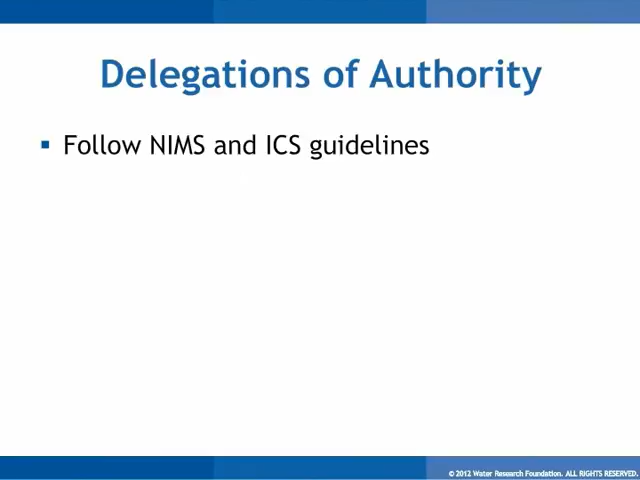 Delegations of Authority
▪ Follow NIMS and ICS guidelines
© 2012 Water Research Foundation. ALL RIGHTS RESERVED.